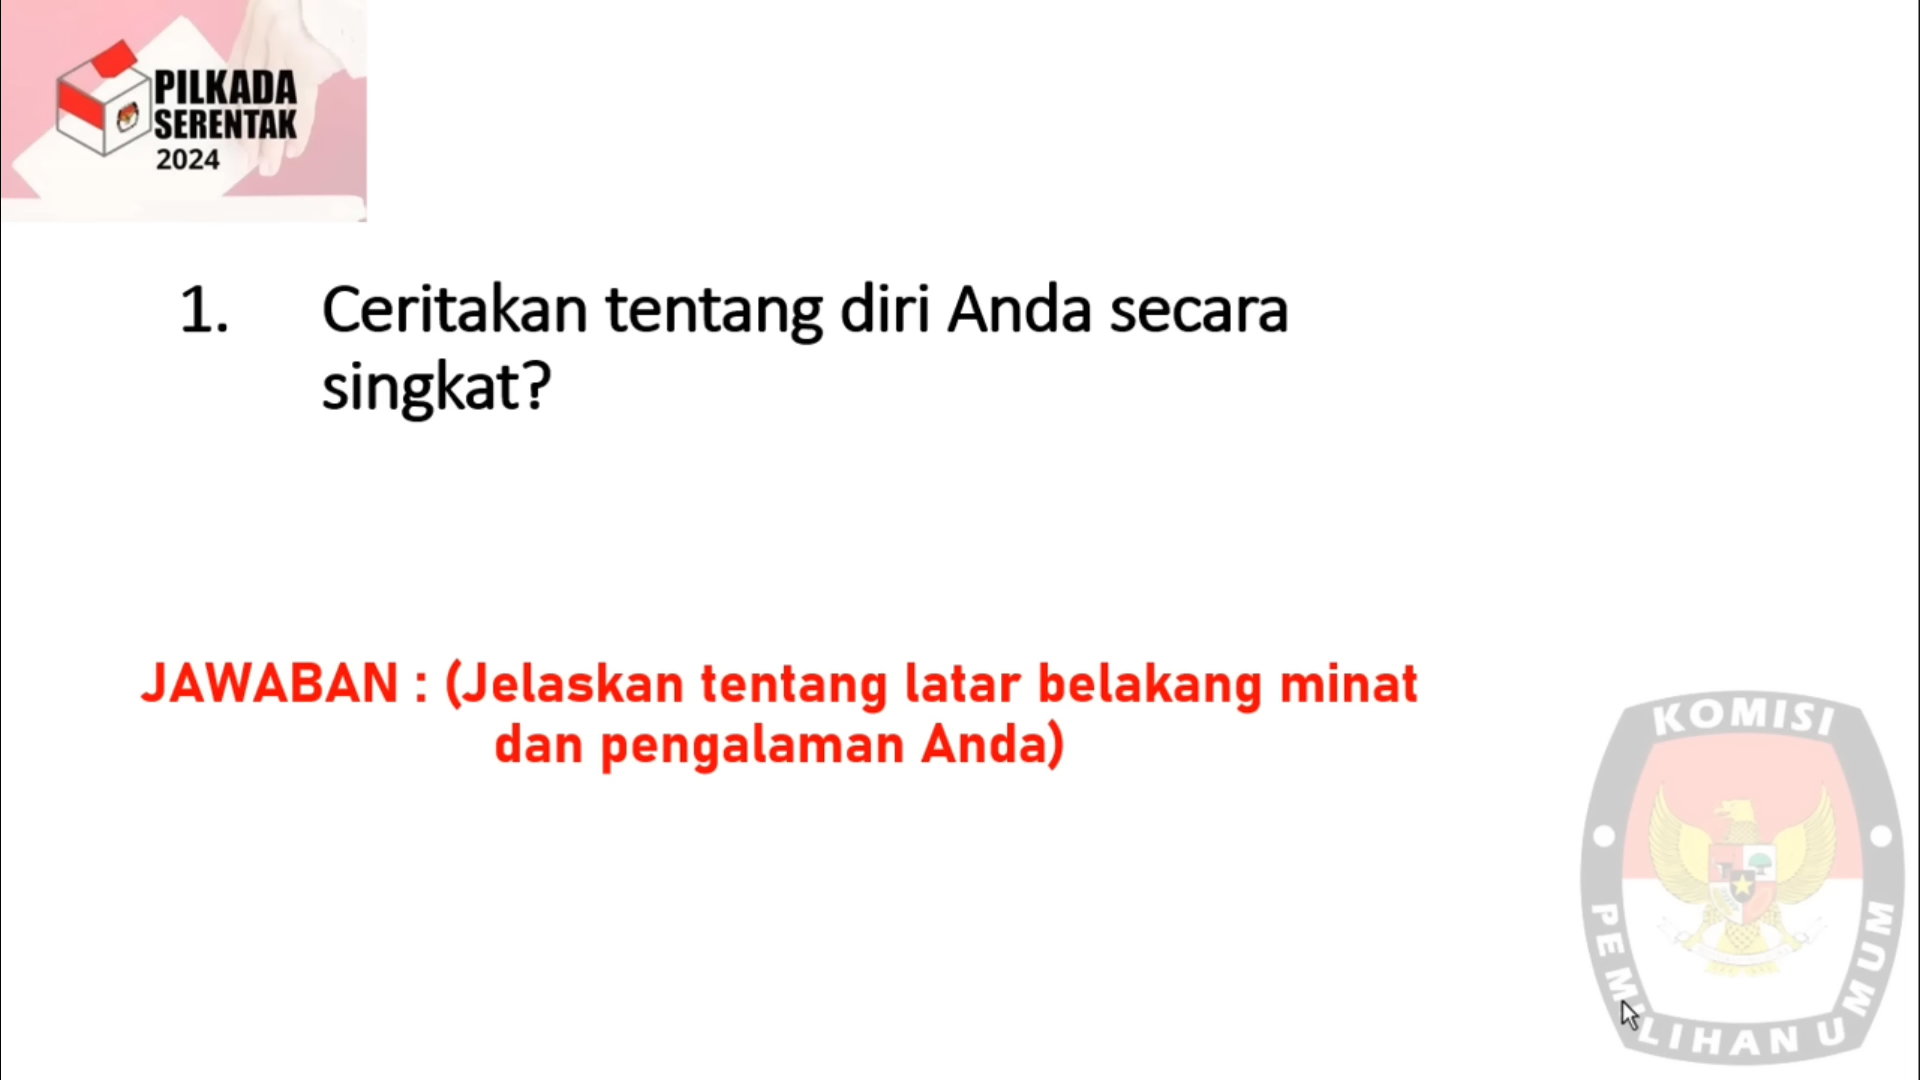 PILKADA
SERENTAK
2024
1. Ceritakan tentang diri Anda secara
singkat?
JAWABAN : (Jelaskan tentang latar belakang minat
dan pengalaman Anda)
KOMISI
PEMILIHAN UMUM